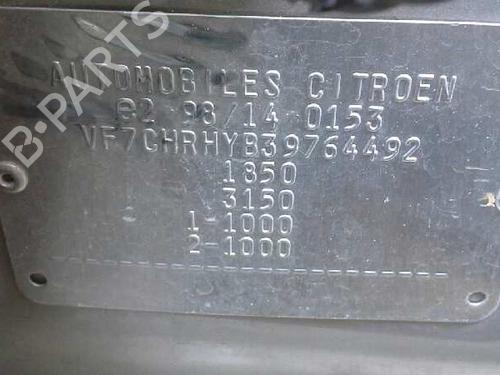 B-PARTS
AUTOMOBILES CITROEN
e2 98/14 0153
VF7CHRHYB39764492
1850
3150
1-1000
2-1000